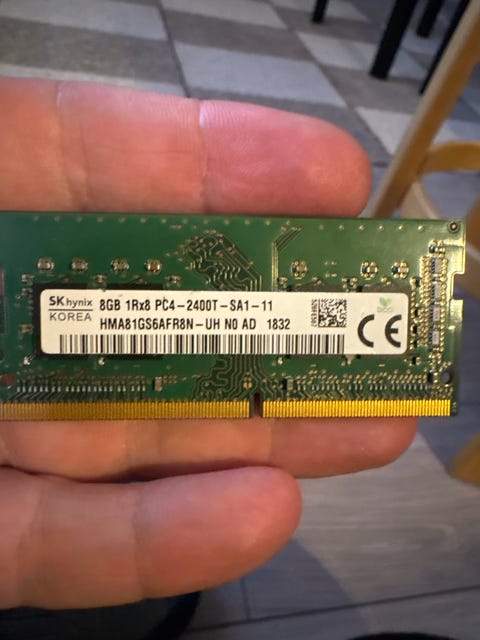 SK hynix
KOREA
8GB 1Rx8 PC4-2400T-SA1-11
HMA81GS6AFR8N-UH N0 AD 1832
CE